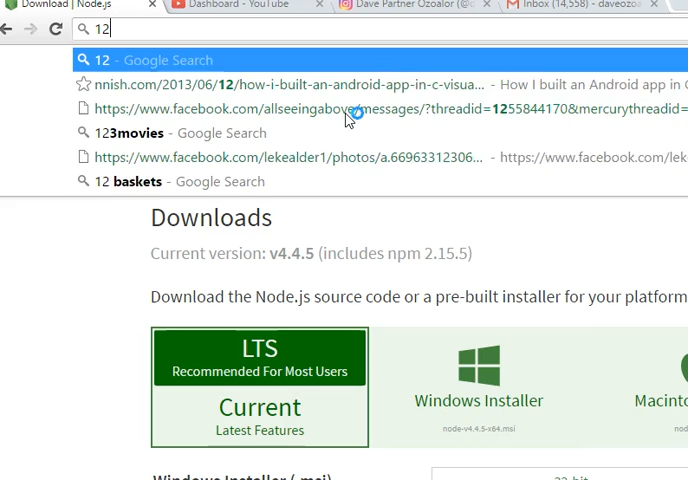 Download | Node.js
Dashboard - YouTube
Dave Partner Ozoalor (@c
Inbox (14,558) - daveozoa
12
12 - Google Search
nnish.com/2013/06/12/how-i-built-an-android-app-in-c-visua... - How I built an Android app in C
https://www.facebook.com/allseeingabove/messages/?threadid=1255844170&mercurythreadid=
123movies - Google Search
https://www.facebook.com/lekealder1/photos/a.66963312306... - https://www.facebook.com/lek
12 baskets - Google Search
Downloads
Current version: v4.4.5 (includes npm 2.15.5)
Download the Node.js source code or a pre-built installer for your platform
LTS
Recommended For Most Users
Current
Latest Features
Windows Installer
node-v4.4.5-x64.msi
Macinto
nod
Windows Installer (.msi)
32-bit